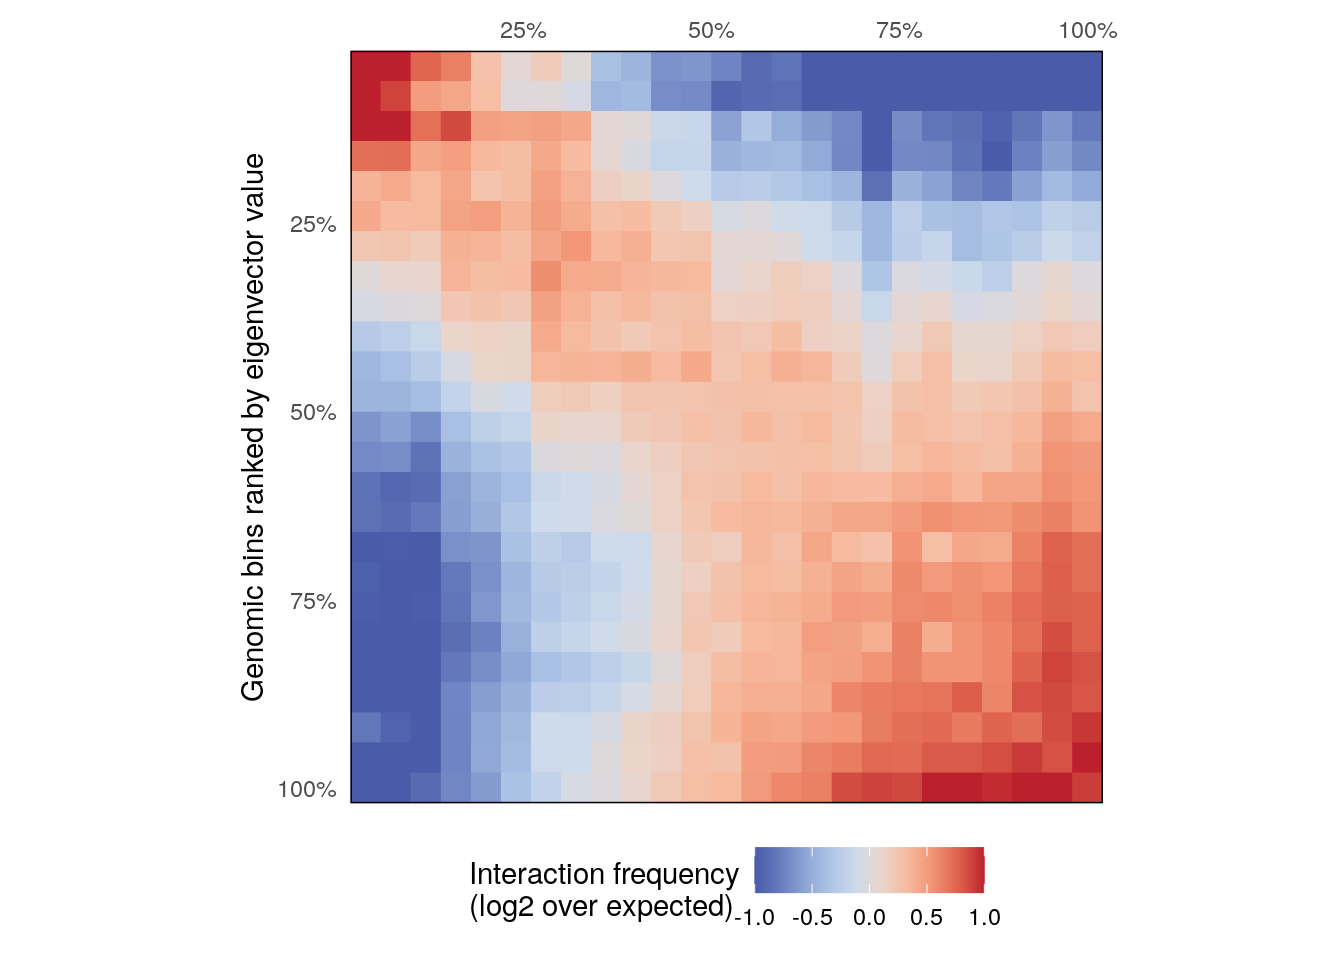 25% 50% 75% 100%
Genomic bins ranked by eigenvector value
25%
50%
75%
100%
Interaction frequency
(log2 over expected)
-1.0 -0.5 0.0 0.5 1.0